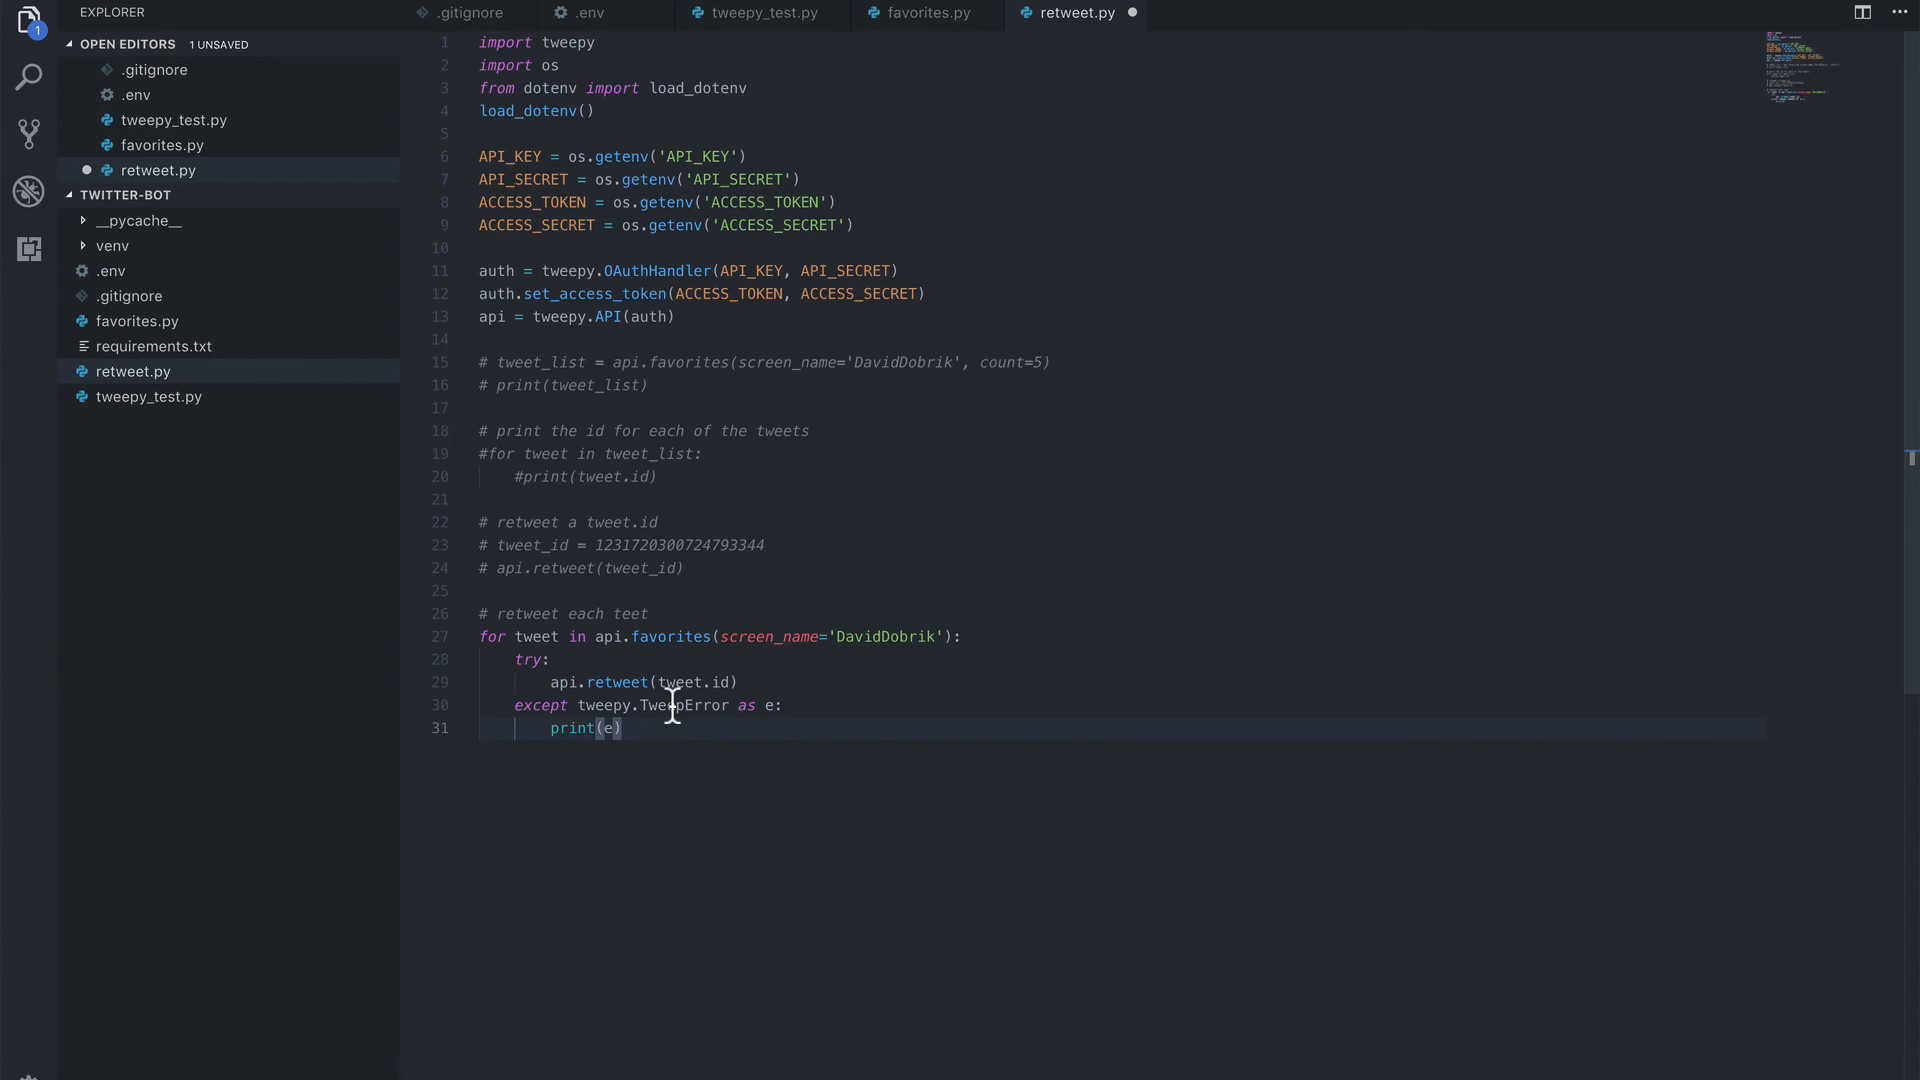 EXPLORER
OPEN EDITORS 1 UNSAVED
.gitignore
.env
tweepy_test.py
favorites.py
retweet.py
TWITTER-BOT
__pycache__
venv
.env
.gitignore
favorites.py
requirements.txt
retweet.py
tweepy_test.py
1
.gitignore .env tweepy_test.py favorites.py retweet.py
1 import tweepy
2 import os
3 from dotenv import load_dotenv
4 load_dotenv()
5
6 API_KEY = os.getenv('API_KEY')
7 API_SECRET = os.getenv('API_SECRET')
8 ACCESS_TOKEN = os.getenv('ACCESS_TOKEN')
9 ACCESS_SECRET = os.getenv('ACCESS_SECRET')
10
11 auth = tweepy.OAuthHandler(API_KEY, API_SECRET)
12 auth.set_access_token(ACCESS_TOKEN, ACCESS_SECRET)
13 api = tweepy.API(auth)
14
15 # tweet_list = api.favorites(screen_name='DavidDobrik', count=5)
16 # print(tweet_list)
17
18 # print the id for each of the tweets
19 #for tweet in tweet_list:
20 #print(tweet.id)
21
22 # retweet a tweet.id
23 # tweet_id = 1231720300724793344
24 # api.retweet(tweet_id)
25
26 # retweet each teet
27 for tweet in api.favorites(screen_name='DavidDobrik'):
28 try:
29 api.retweet(tweet.id)
30 except tweepy.TweepError as e:
31 print(e)